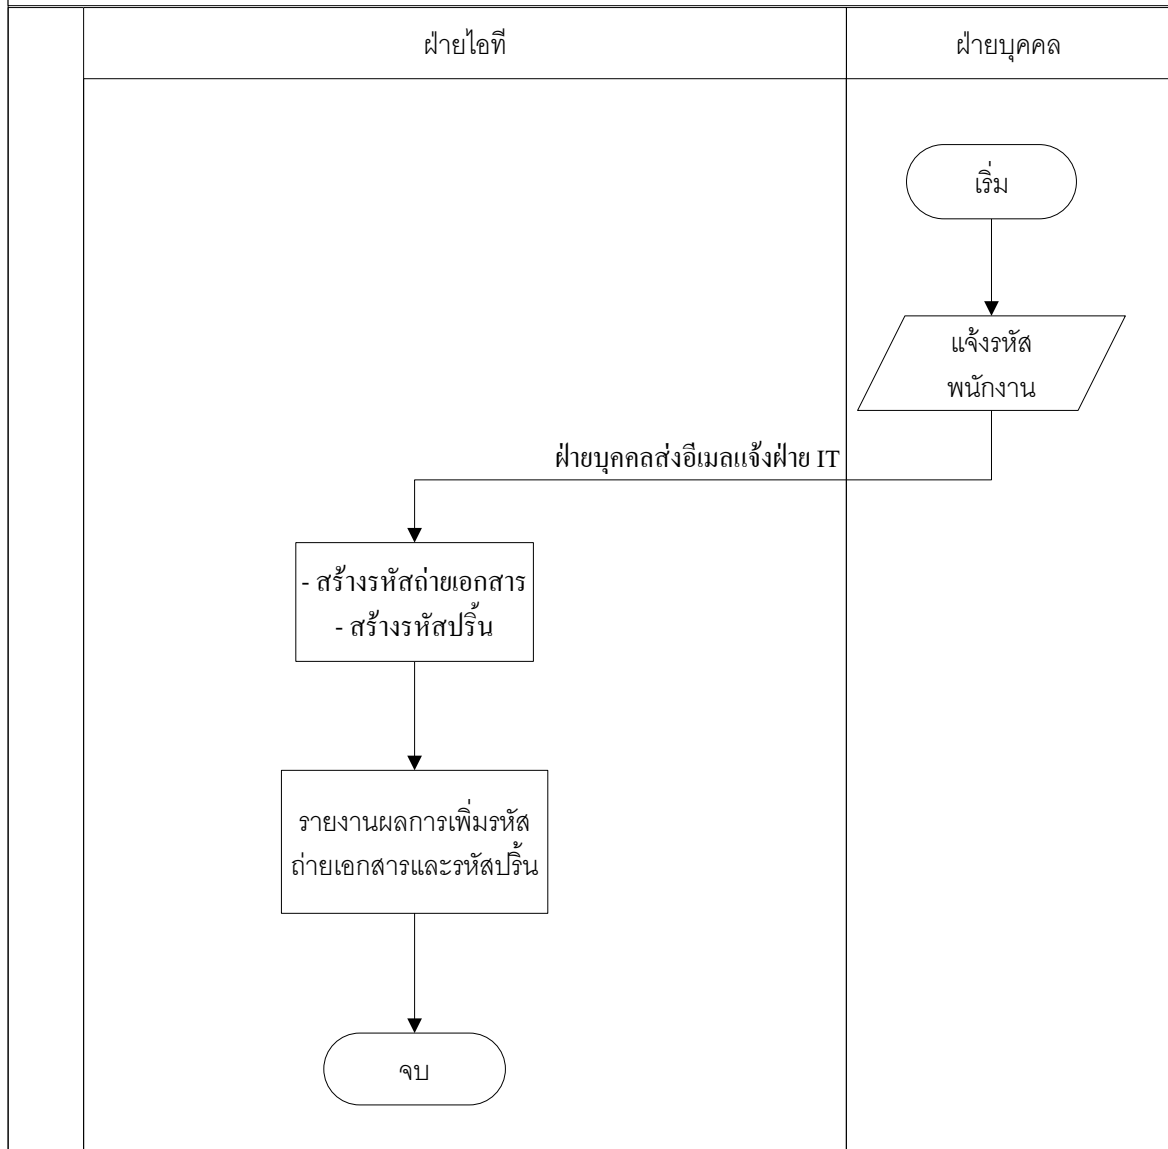 ฝ่ายไอที
ฝ่ายบุคคล
เริ่ม
แจ้งรหัส
พนักงาน
ฝ่ายบุคคลส่งอีเมลแจ้งฝ่าย IT
- สร้างรหัสถ่ายเอกสาร
- สร้างรหัสปริ้น
รายงานผลการเพิ่มรหัส
ถ่ายเอกสารและรหัสปริ้น
จบ